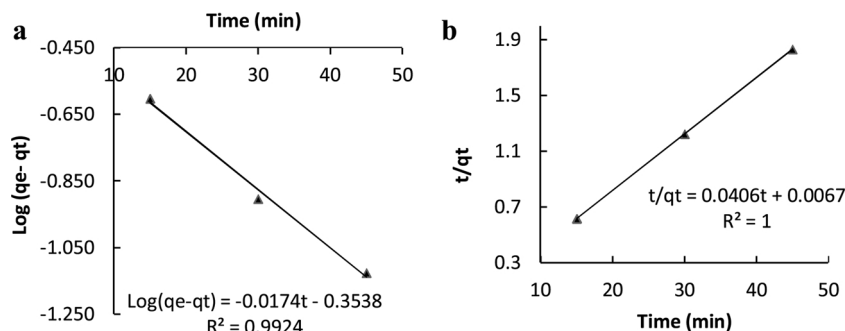 a
Time (min)
-0.450
10 20 30 40 50
-0.650
-0.850
-1.050
-1.250
Log (qe- qt)
Log(qe-qt) = -0.0174t - 0.3538
R² = 0.9924
b
1.9
1.5
1.1
0.7
0.3
t/qt
t/qt = 0.0406t + 0.0067
R² = 1
10 20 30 40 50
Time (min)